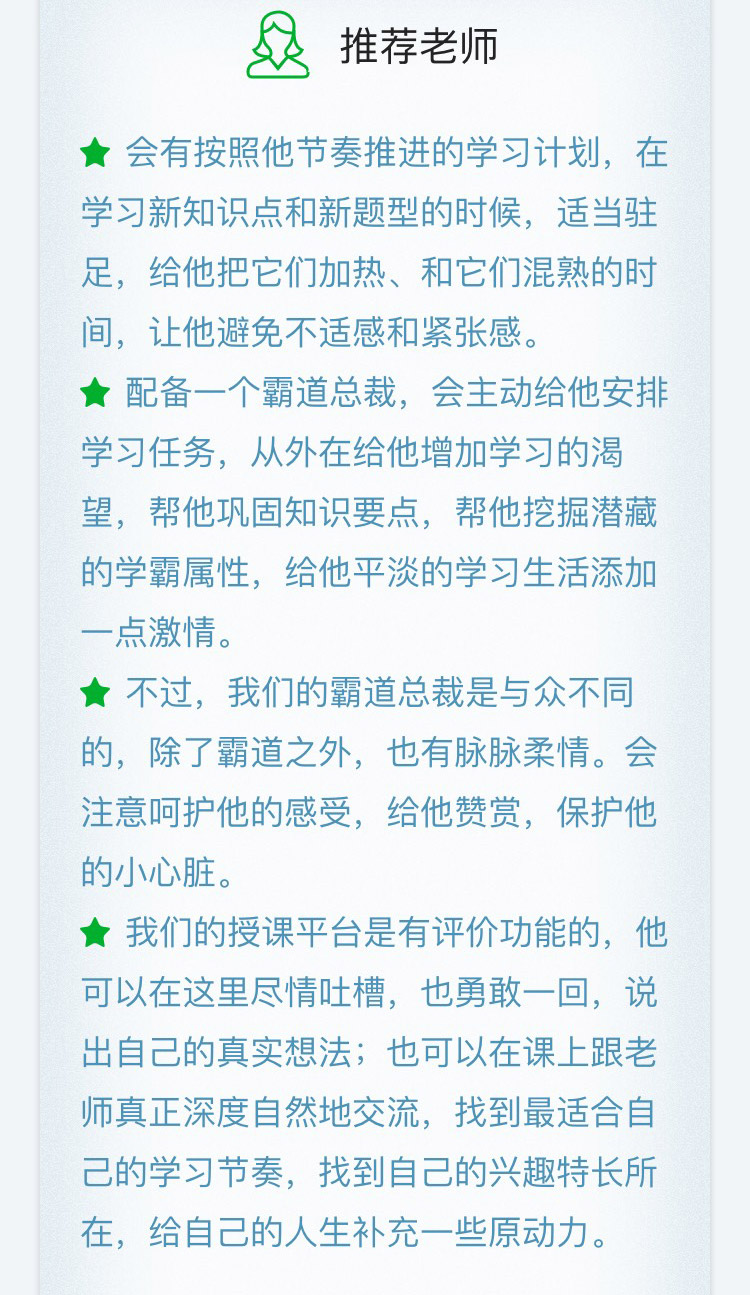 推荐老师
会有按照他节奏推进的学习计划，在
学习新知识点和新题型的时候，适当驻
足，给他把它们加热、和它们混熟的时
间，让他避免不适感和紧张感。
配备一个霸道总裁，会主动给他安排
学习任务，从外在给他增加学习的渴
望，帮他巩固知识要点，帮他挖掘潜藏
的学霸属性，给他平淡的学习生活添加
一点激情。
不过，我们的霸道总裁是与众不同
的，除了霸道之外，也有脉脉柔情。会
注意呵护他的感受，给他赞赏，保护他
的小心脏。
我们的授课平台是有评价功能的，他
可以在这里尽情吐槽，也勇敢一回，说
出自己的真实想法；也可以在课上跟老
师真正深度自然地交流，找到最适合自
己的学习节奏，找到自己的兴趣特长所
在，给自己的人生补充一些原动力。